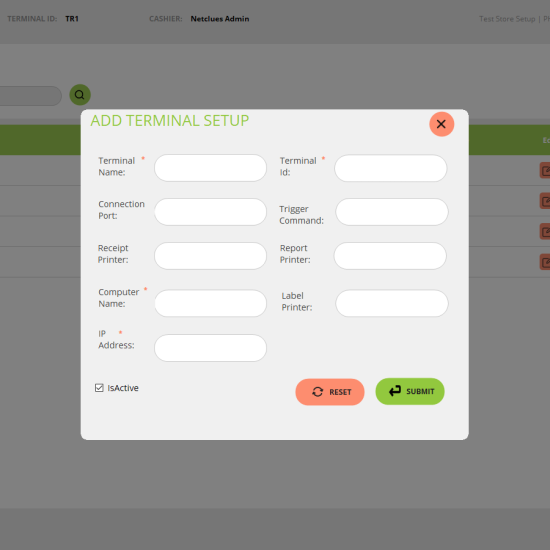 TERMINAL ID: TR1 CASHIER: Netclues Admin Test Store Setup |
ADD TERMINAL SETUP
Terminal *
Name:
Terminal *
Id:
Connection
Port:
Trigger
Command:
Receipt
Printer:
Report
Printer:
Computer *
Name:
Label
Printer:
IP *
Address:
IsActive
RESET
SUBMIT